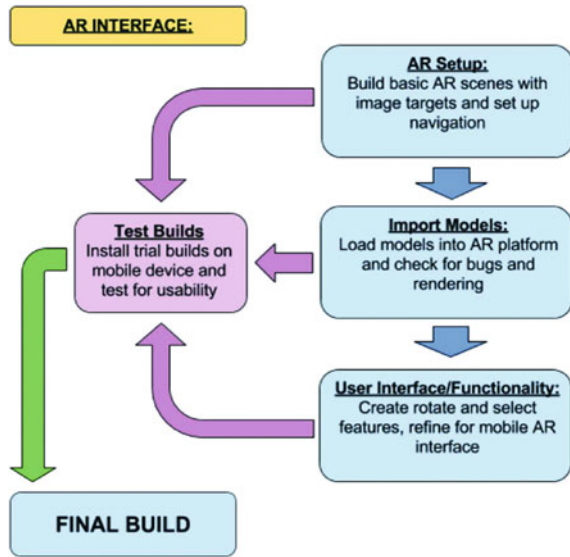 AR INTERFACE:
AR Setup:
Build basic AR scenes with
image targets and set up
navigation
Import Models:
Load models into AR platform
and check for bugs and
rendering
Test Builds
Install trial builds on
mobile device and
test for usability
User Interface/Functionality:
Create rotate and select
features, refine for mobile AR
interface
FINAL BUILD